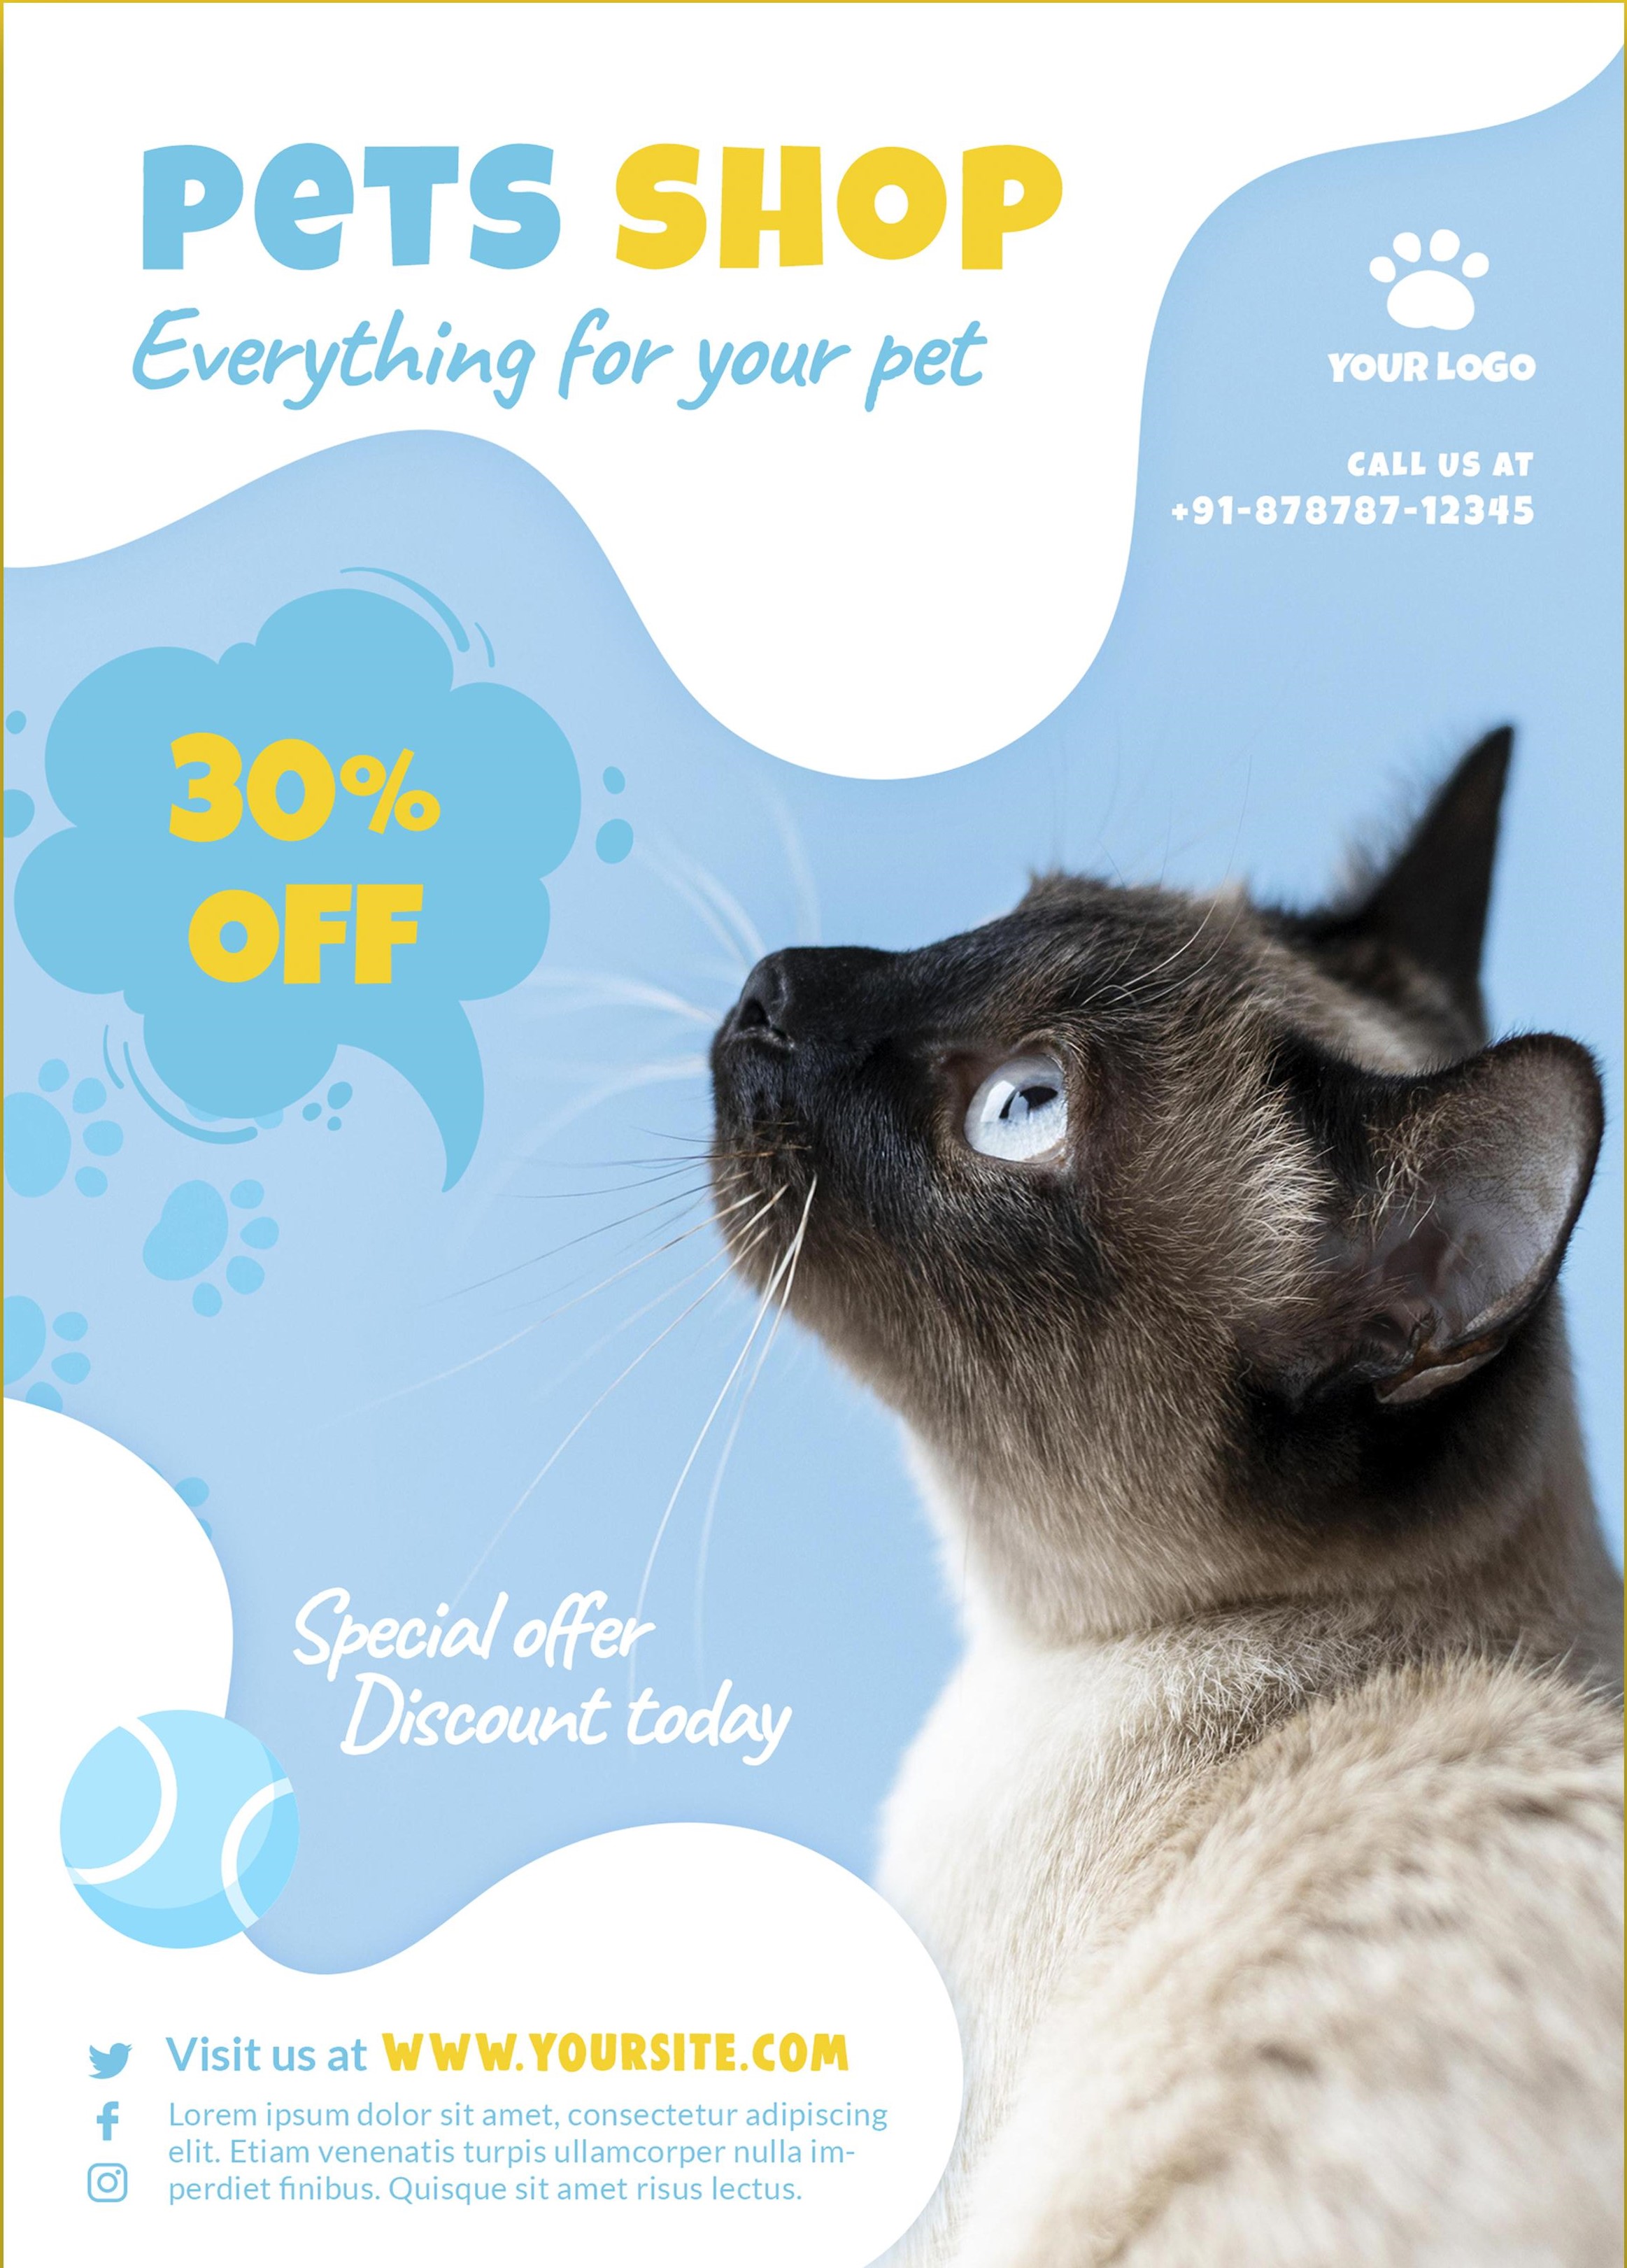 PeTS SHOP
Everything for your pet
YOUR LOGO
CALL US AT
+91-878787-12345
30%
OFF
Special offer
Discount today
Visit us at WWW.YOURSITE.COM
Lorem ipsum dolor sit amet, consectetur adipiscing
elit. Etiam venenatis turpis ullamcorper nulla im-
perdiet finibus. Quisque sit amet risus lectus.